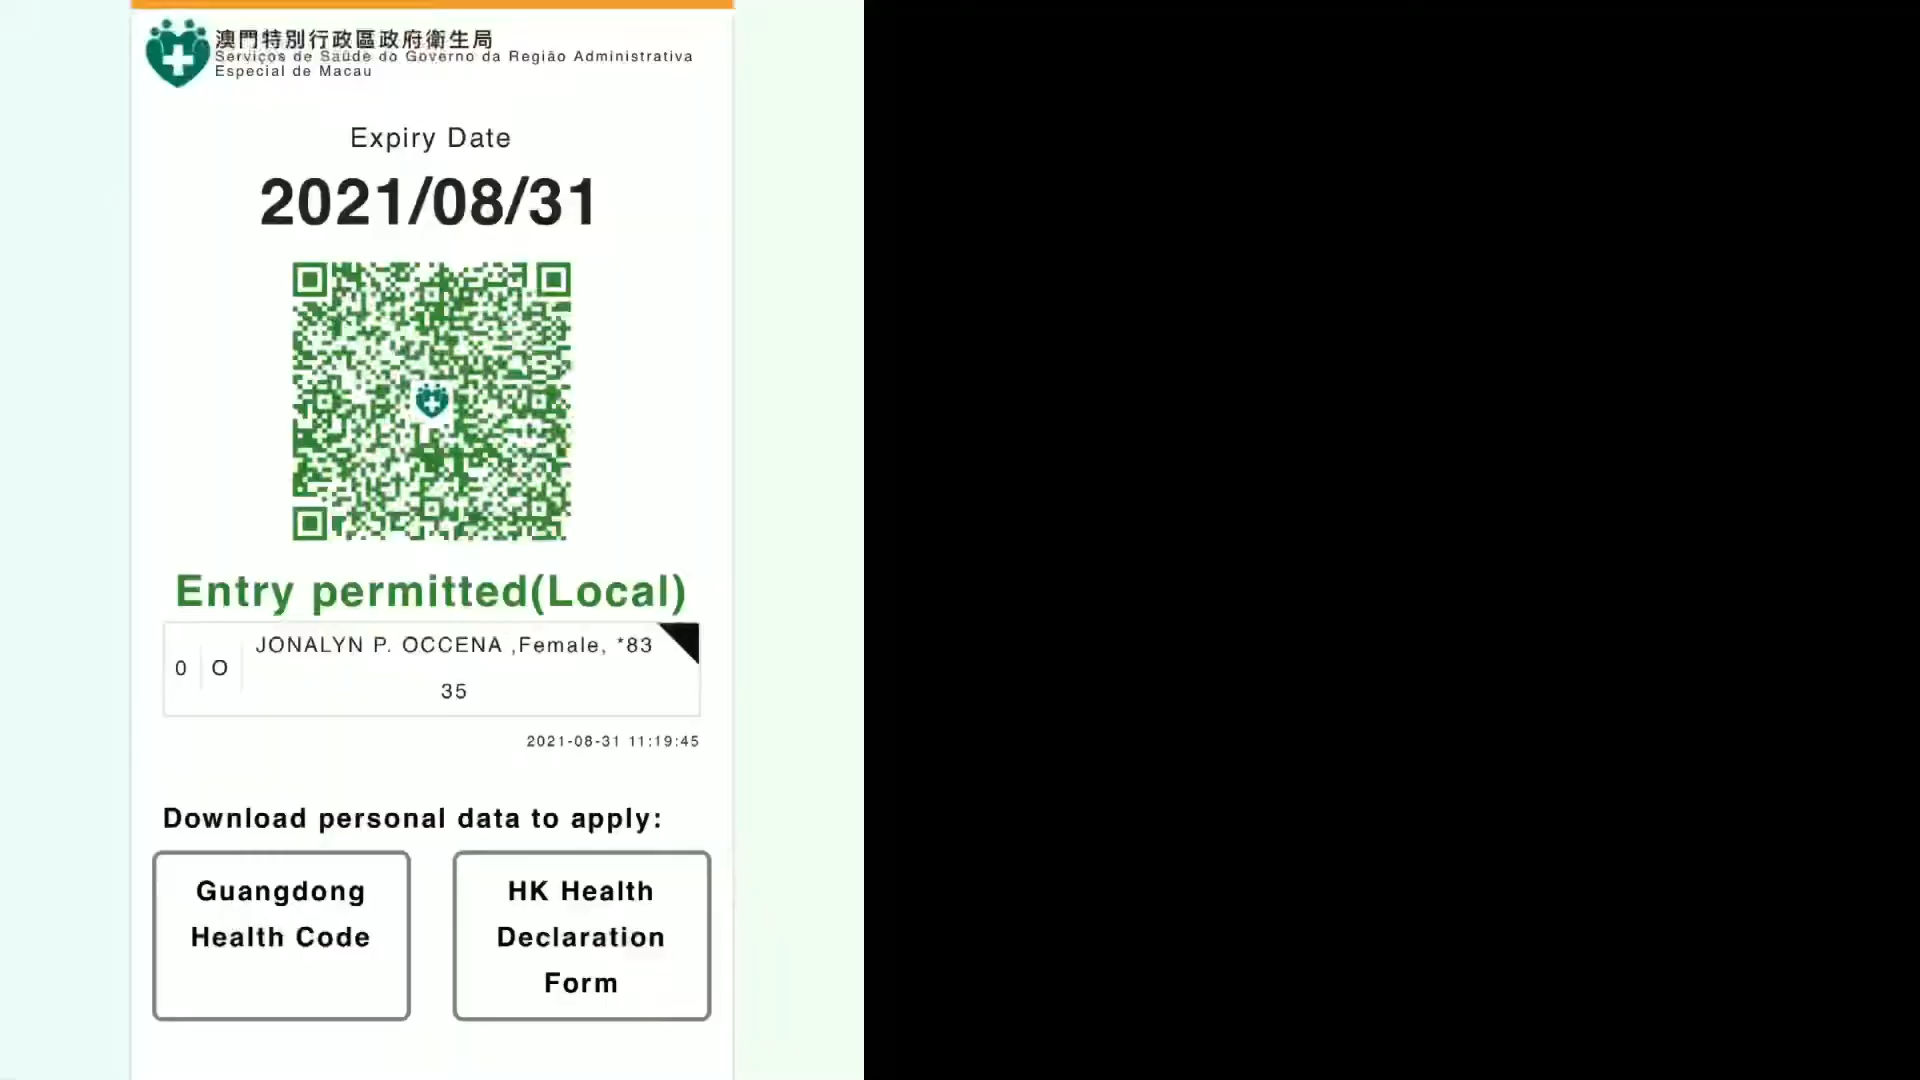 澳門特別行政區政府衛生局
Serviços de Saúde do Governo da Região Administrativa
Especial de Macau
Expiry Date
2021/08/31
Entry permitted(Local)
0 O JONALYN P. OCCENA ,Female, *83
35
2021-08-31 11:19:45
Download personal data to apply:
Guangdong
Health Code
HK Health
Declaration
Form